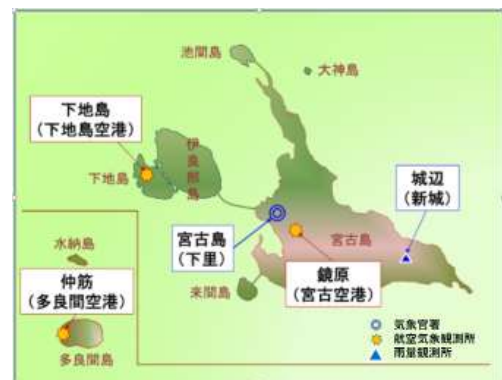 池間島
大神島
下地島
(下地島空港)
伊良部島
下地島
城辺
(新城)
宮古島
(下里)
宮古島
鏡原
(宮古空港)
来間島
水納島
仲筋
(多良間空港)
多良間島
気象官署
航空気象観測所
雨量観測所